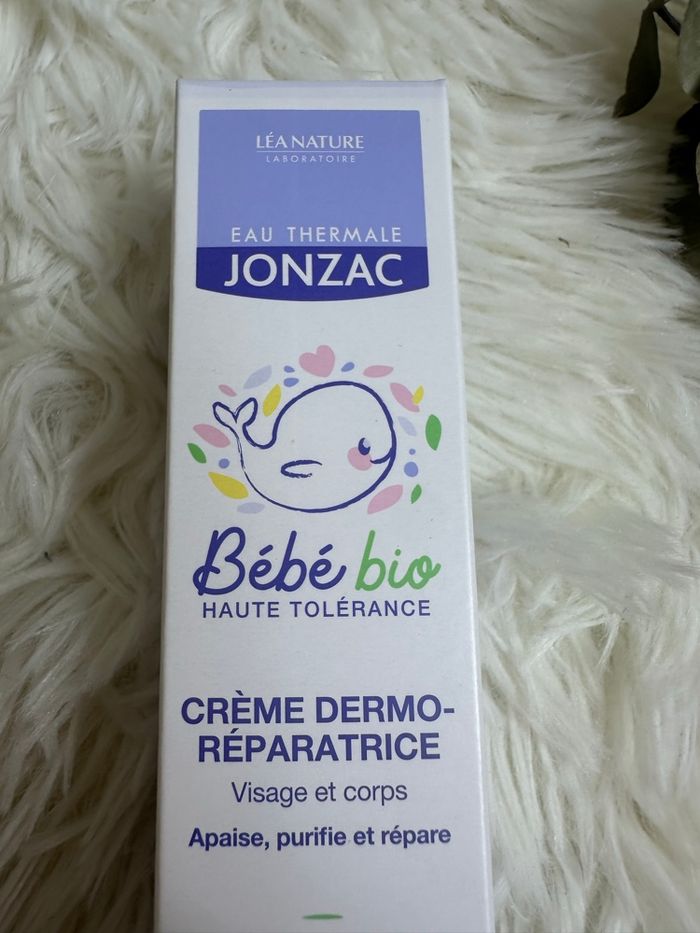 LÉA NATURE
LABORATOIRE
EAU THERMALE
JONZAC
Bébé bio
HAUTE TOLÉRANCE
CRÈME DERMO-
RÉPARATRICE
Visage et corps
Apaise, purifie et répare